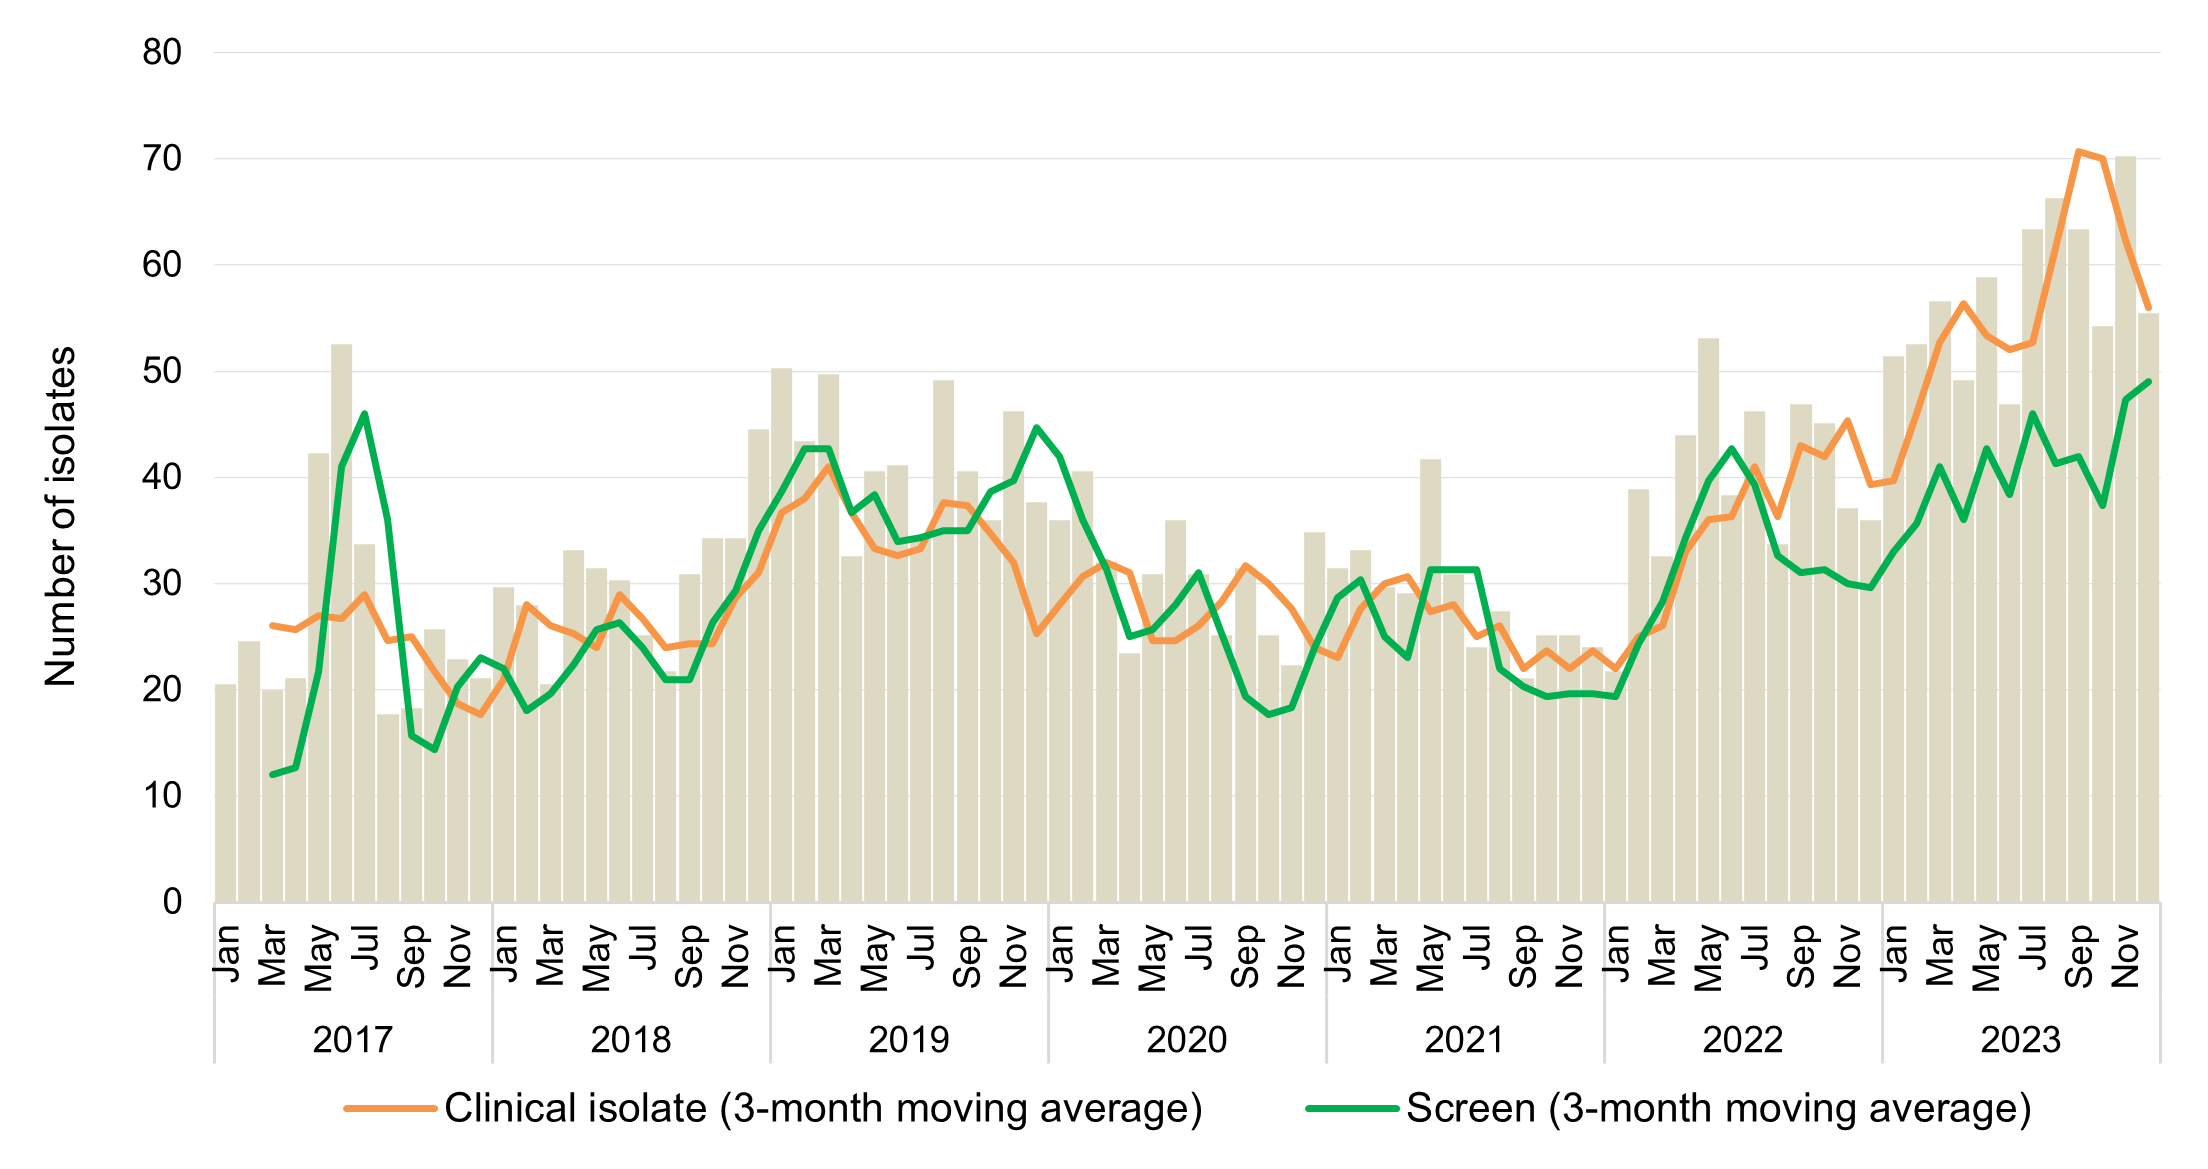 80
70
60
50
40
30
20
10
0
Number of isolates
Jan Mar May Jul Sep Nov Jan Mar May Jul Sep Nov Jan Mar May Jul Sep Nov Jan Mar May Jul Sep Nov Jan Mar May Jul Sep Nov Jan Mar May Jul Sep Nov Jan Mar May Jul Sep Nov
2017 2018 2019 2020 2021 2022 2023
Clinical isolate (3-month moving average) Screen (3-month moving average)